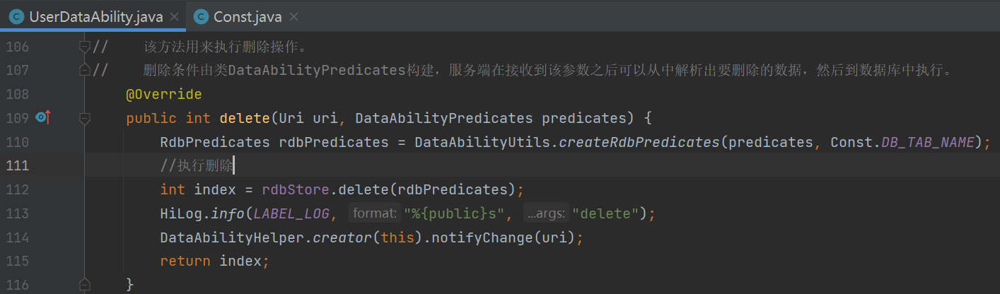 UserDataAbility.java × Const.java ×
106 // 该方法用来执行删除操作。
107 // 删除条件由类DataAbilityPredicates构建，服务端在接收到该参数之后可以从中解析出要删除的数据，然后到数据库中执行。
108 @Override
109 public int delete(Uri uri, DataAbilityPredicates predicates) {
110 RdbPredicates rdbPredicates = DataAbilityUtils.createRdbPredicates(predicates, Const.DB_TAB_NAME);
111 //执行删除
112 int index = rdbStore.delete(rdbPredicates);
113 HiLog.info(LABEL_LOG, format: "%{public}s", ...args: "delete");
114 DataAbilityHelper.creator(this).notifyChange(uri);
115 return index;
116 }